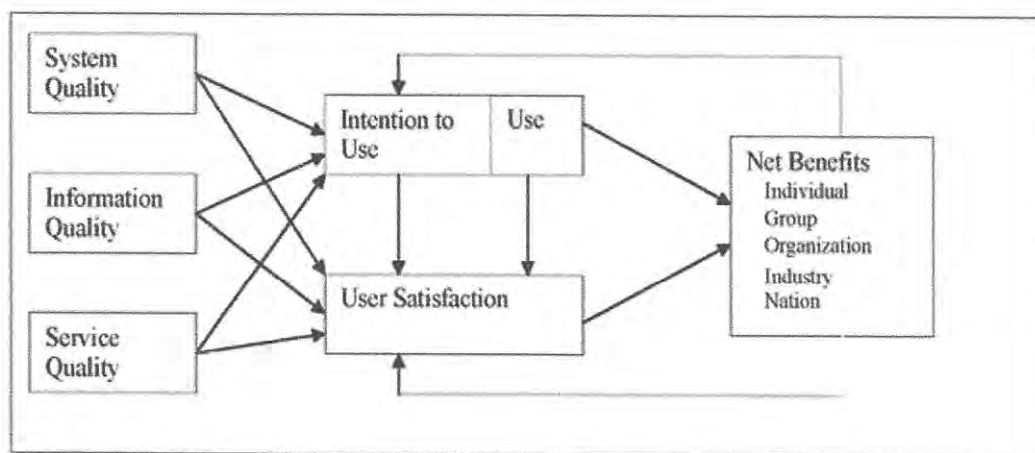 System
Quality
Information
Quality
Service
Quality
Intention to
Use
Use
User Satisfaction
Net Benefits
Individual
Group
Organization
Industry
Nation